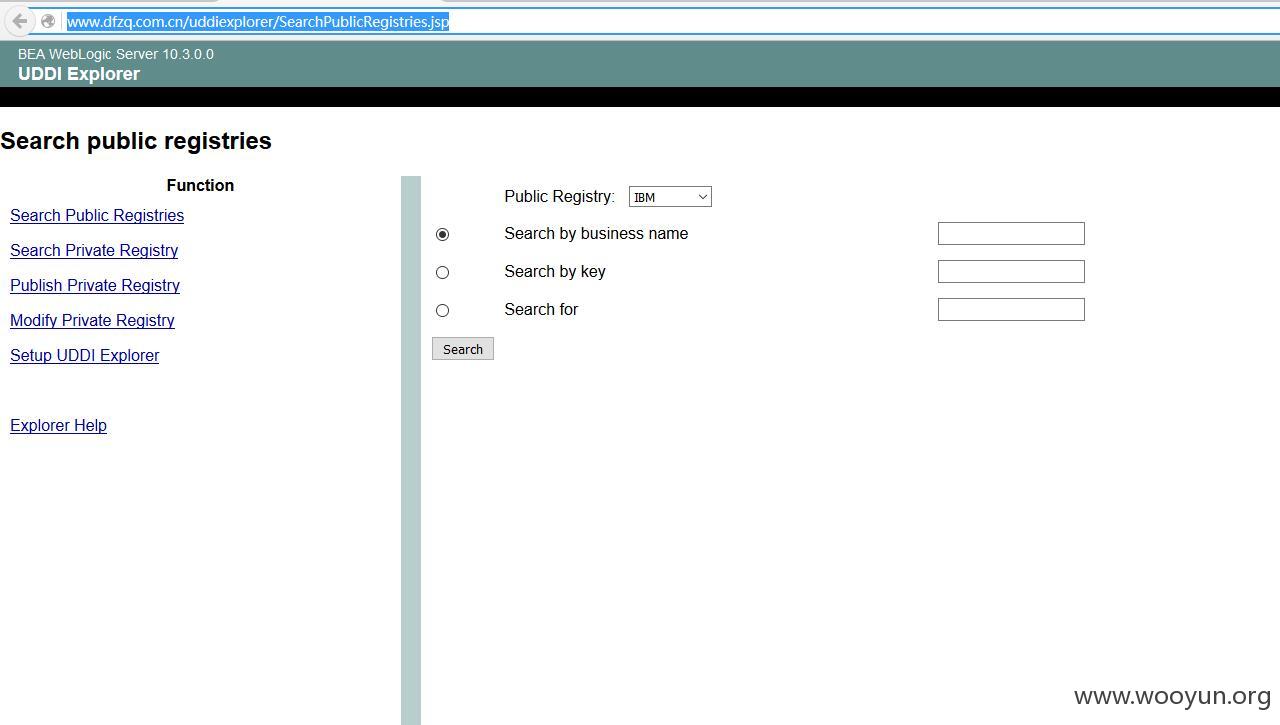 www.dfzq.com.cn/uddiexplorer/SearchPublicRegistries.jsp
BEA WebLogic Server 10.3.0.0
UDDI Explorer
Search public registries
Function
Search Public Registries
Search Private Registry
Publish Private Registry
Modify Private Registry
Setup UDDI Explorer
Explorer Help
Public Registry: IBM
Search by business name
Search by key
Search for
Search
www.wooyun.org